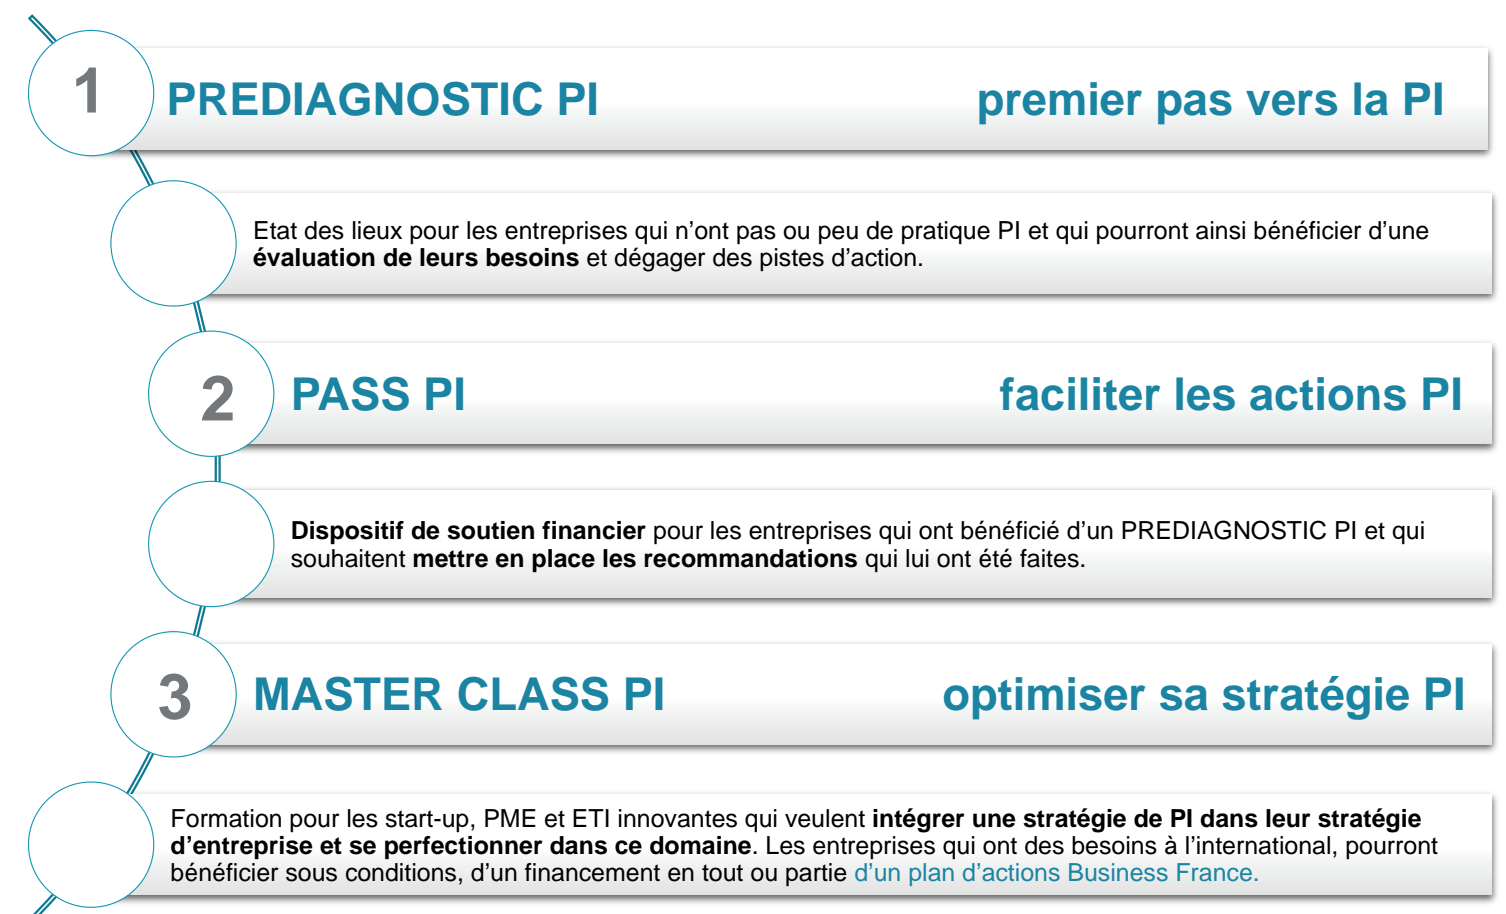 1
PREDIAGNOSTIC PI premier pas vers la PI
Etat des lieux pour les entreprises qui n’ont pas ou peu de pratique PI et qui pourront ainsi bénéficier d’une
évaluation de leurs besoins et dégager des pistes d’action.
2
PASS PI faciliter les actions PI
Dispositif de soutien financier pour les entreprises qui ont bénéficié d’un PREDIAGNOSTIC PI et qui
souhaitent mettre en place les recommandations qui lui ont été faites.
3
MASTER CLASS PI optimiser sa stratégie PI
Formation pour les start-up, PME et ETI innovantes qui veulent intégrer une stratégie de PI dans leur stratégie
d’entreprise et se perfectionner dans ce domaine. Les entreprises qui ont des besoins à l’international, pourront
bénéficier sous conditions, d’un financement en tout ou partie d’un plan d’actions Business France.